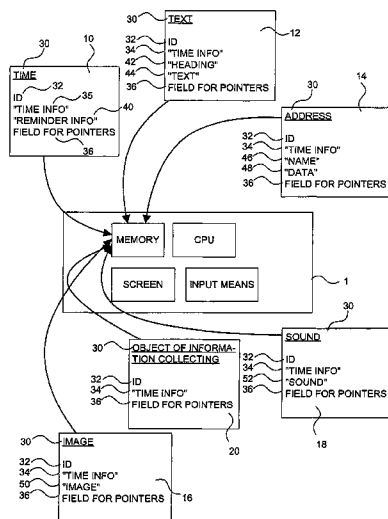 30
TEXT
32
ID
34
"TIME INFO"
42
"HEADING"
44
"TEXT"
36
FIELD FOR POINTERS
12
30
10
TIME
32
ID
"TIME INFO"
35
"REMINDER INFO"
40
FIELD FOR POINTERS
36
30
14
ADDRESS
32
ID
34
"TIME INFO"
46
"NAME"
48
"DATA"
36
FIELD FOR POINTERS
MEMORY
CPU
SCREEN
INPUT MEANS
1
30
OBJECT OF INFORMA-
TION COLLECTING
32
ID
34
"TIME INFO"
36
FIELD FOR POINTERS
20
30
SOUND
32
ID
34
"TIME INFO"
52
"SOUND"
36
FIELD FOR POINTERS
18
30
IMAGE
32
ID
34
"TIME INFO"
50
"IMAGE"
36
FIELD FOR POINTERS
16